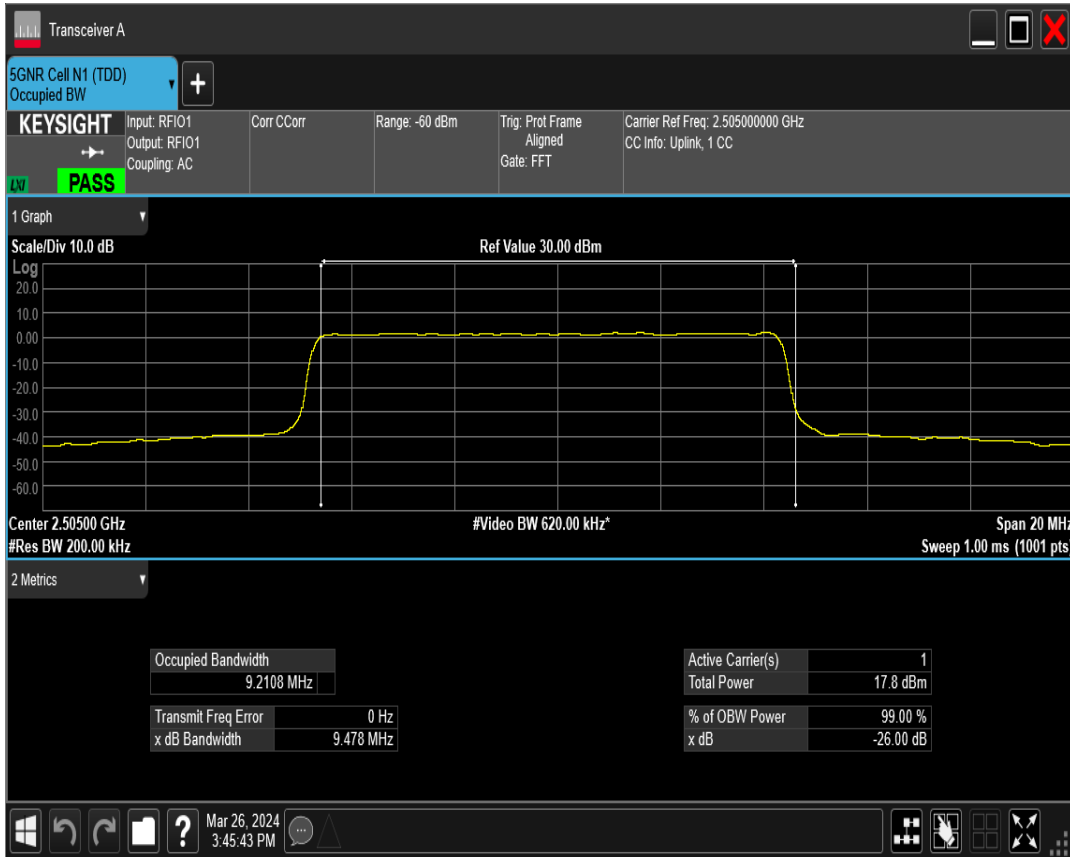 Transceiver A
5GNR Cell N1 (TDD)
Occupied BW
+
KEYSIGHT
LXI
PASS
Input: RFIO1
Output: RFIO1
Coupling: AC
Corr CCorr
Range: -60 dBm
Trig: Prot Frame
Aligned
Gate: FFT
Carrier Ref Freq: 2.505000000 GHz
CC Info: Uplink, 1 CC
1 Graph
Scale/Div 10.0 dB
Ref Value 30.00 dBm
Log
20.0
10.0
0.00
-10.0
-20.0
-30.0
-40.0
-50.0
-60.0
Center 2.50500 GHz
#Video BW 620.00 kHz*
Span 20 MHz
#Res BW 200.00 kHz
Sweep 1.00 ms (1001 pts)
2 Metrics
Occupied Bandwidth
9.2108 MHz
Transmit Freq Error 0 Hz
x dB Bandwidth 9.478 MHz
Active Carrier(s) 1
Total Power 17.8 dBm
% of OBW Power 99.00 %
x dB -26.00 dB
?
Mar 26, 2024
3:45:43 PM